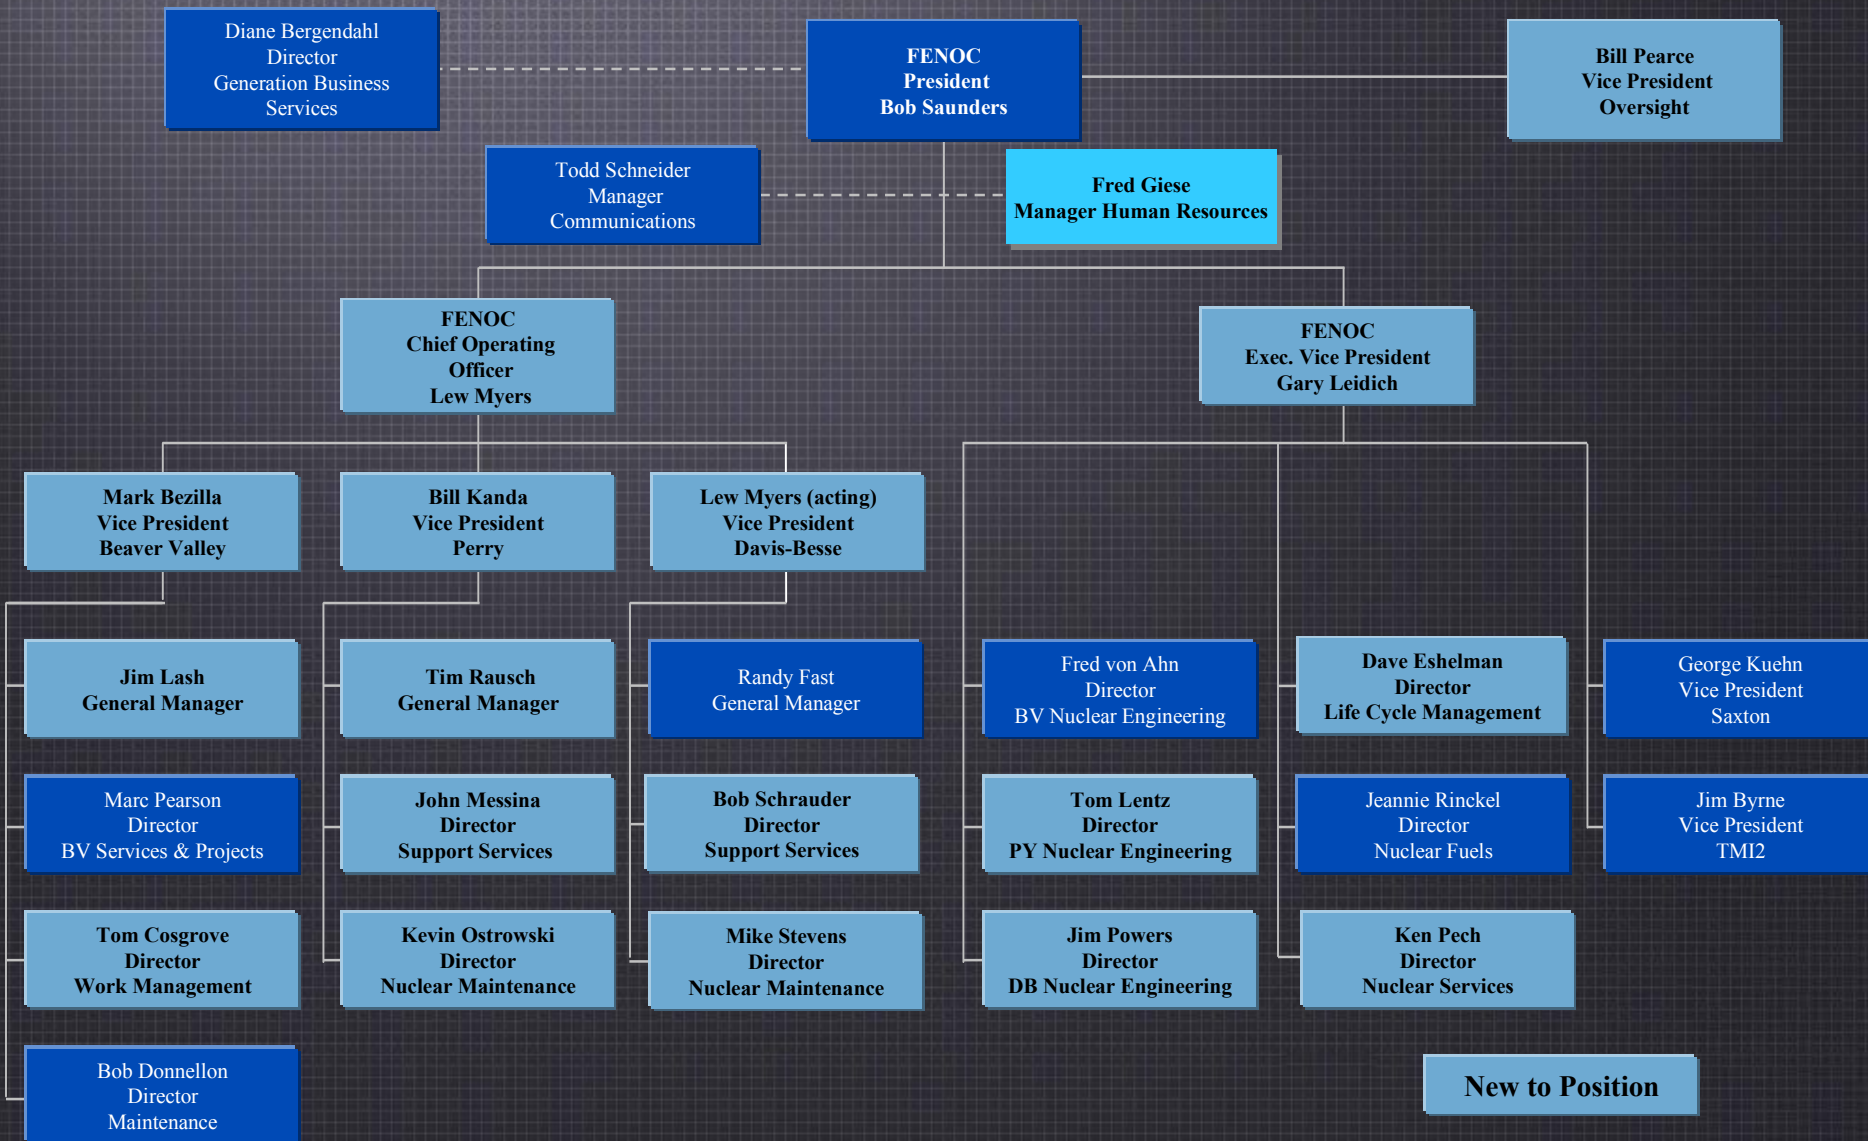 Diane Bergendahl
Director
Generation Business
Services
FENOC
President
Bob Saunders
Bill Pearce
Vice President
Oversight
Todd Schneider
Manager
Communications
Fred Giese
Manager Human Resources
FENOC
Chief Operating
Officer
Lew Myers
FENOC
Exec. Vice President
Gary Leidich
Mark Bezilla
Vice President
Beaver Valley
Bill Kanda
Vice President
Perry
Lew Myers (acting)
Vice President
Davis-Besse
Jim Lash
General Manager
Tim Rausch
General Manager
Randy Fast
General Manager
Fred von Ahn
Director
BV Nuclear Engineering
Dave Eshelman
Director
Life Cycle Management
George Kuehn
Vice President
Saxton
Marc Pearson
Director
BV Services & Projects
John Messina
Director
Support Services
Bob Schrauder
Director
Support Services
Tom Lentz
Director
PY Nuclear Engineering
Jeannie Rinckel
Director
Nuclear Fuels
Jim Byrne
Vice President
TMI2
Tom Cosgrove
Director
Work Management
Kevin Ostrowski
Director
Nuclear Maintenance
Mike Stevens
Director
Nuclear Maintenance
Jim Powers
Director
DB Nuclear Engineering
Ken Pech
Director
Nuclear Services
Bob Donnellon
Director
Maintenance
New to Position